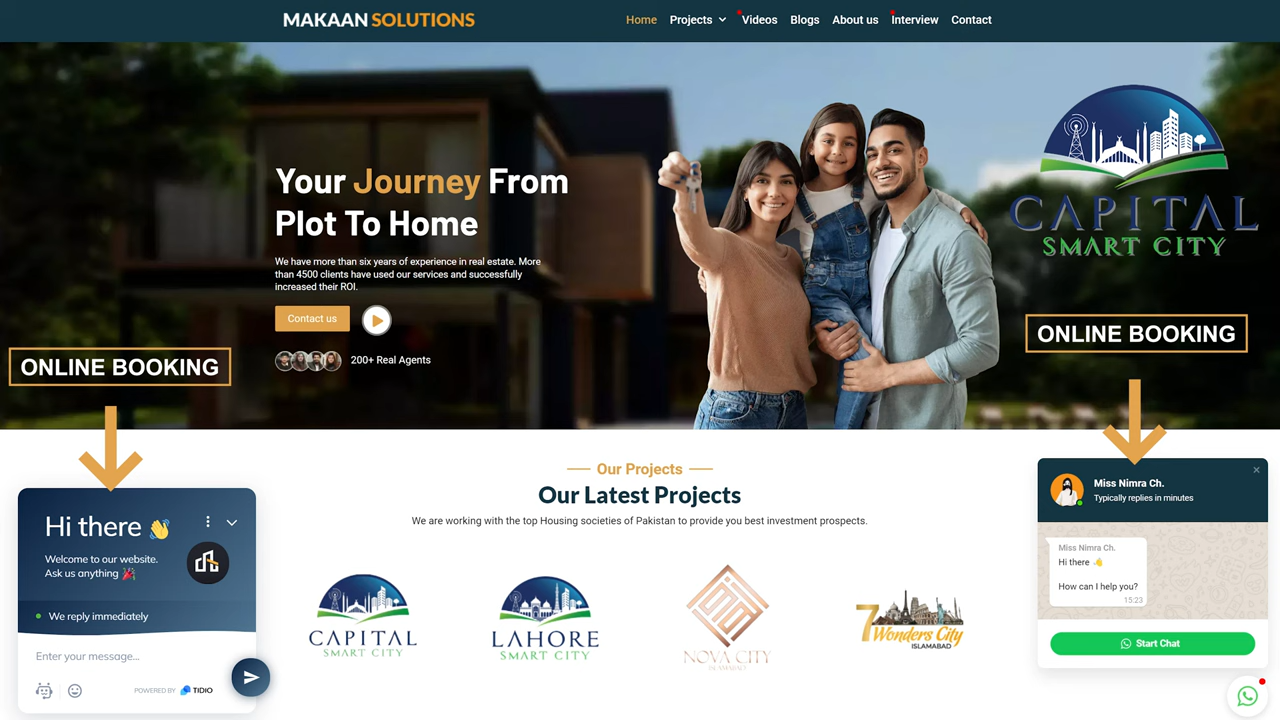 MAKAAN SOLUTIONS
Home Projects Videos Blogs About us Interview Contact
Your Journey From
Plot To Home
We have more than six years of experience in real estate. More
than 4500 clients have used our services and successfully
increased their ROI.
Contact us
200+ Real Agents
CAPITAL
SMART CITY
ONLINE BOOKING
ONLINE BOOKING
Our Projects
Our Latest Projects
We are working with the top Housing societies of Pakistan to provide you best investment prospects.
CAPITAL
SMART CITY
LAHORE
SMART CITY
NOVA CITY
ISLAMABAD
7 Wonders City
ISLAMABAD
Hi there 👋
Welcome to our website.
Ask us anything 🎉
We reply immediately
Enter your message...
POWERED BY TIDIO
Miss Nimra Ch.
Typically replies in minutes
Miss Nimra Ch.
Hi there 👋
How can I help you?
15:23
Start Chat